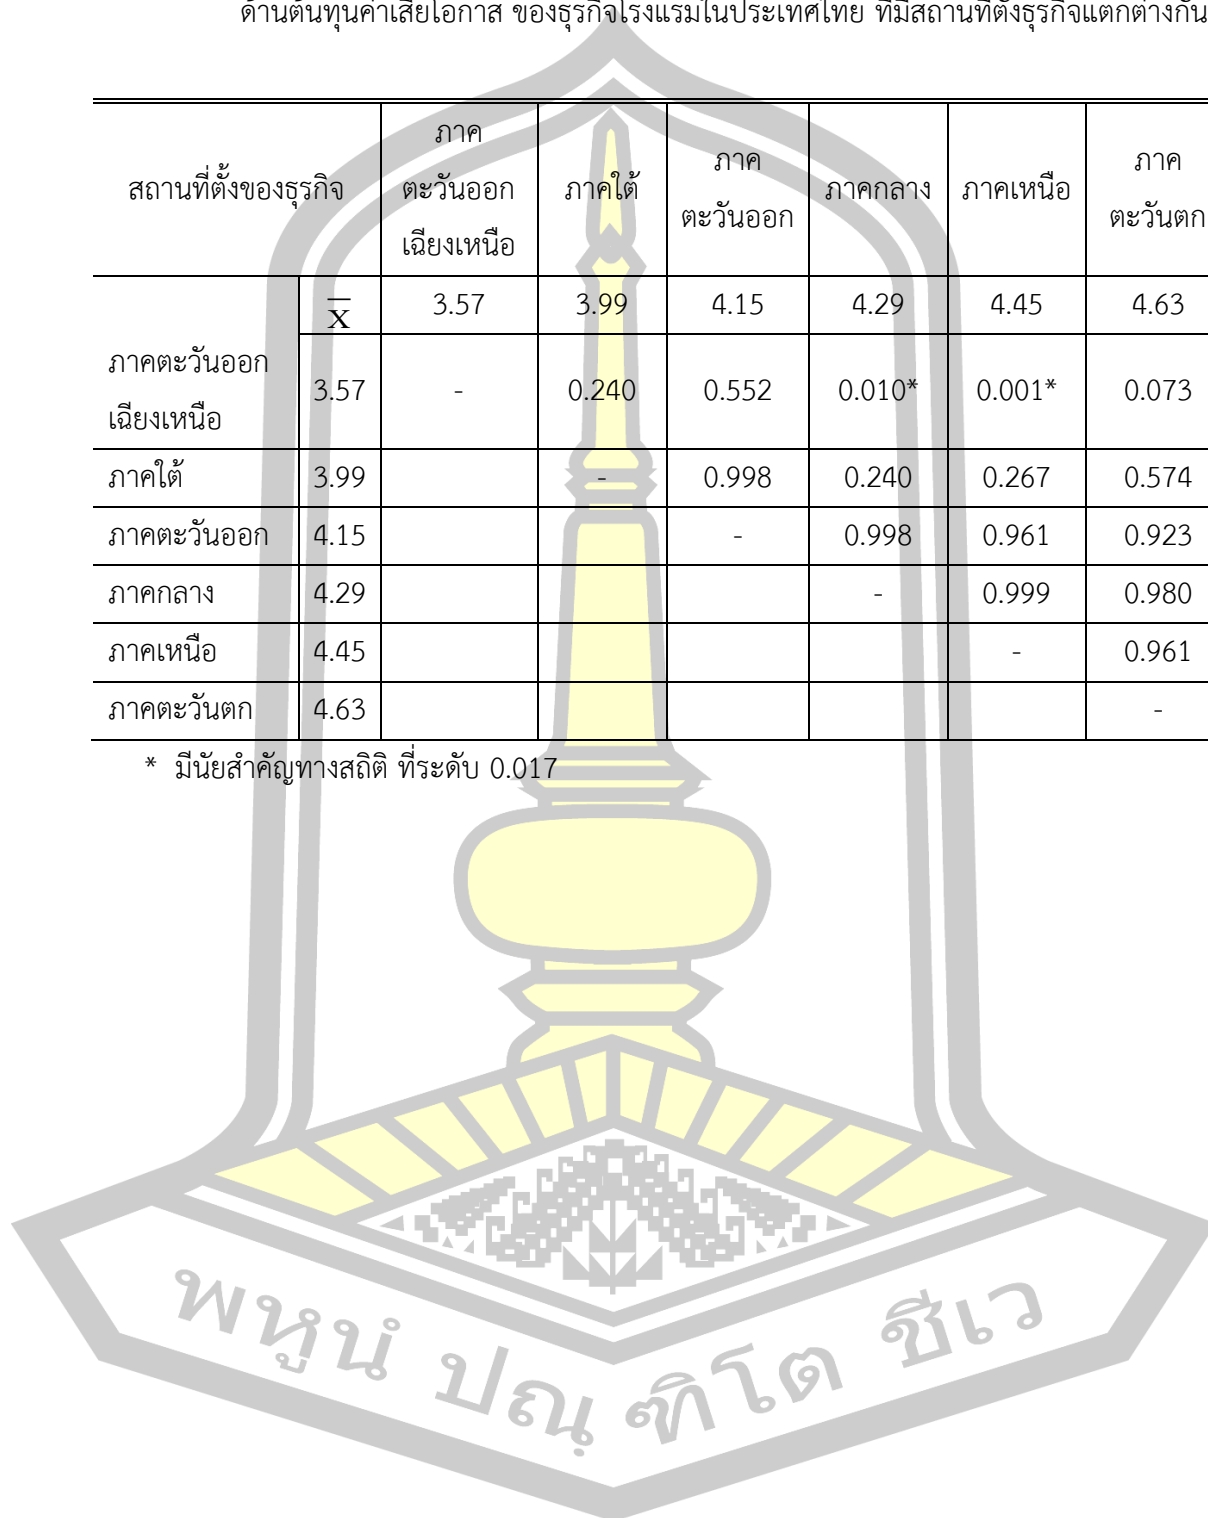 ด้านต้นทุนค่าเสียโอกาส ของธุรกิจโรงแรมในประเทศไทย ที่มีสถานที่ตั้งธุรกิจแตกต่างกัน
สถานที่ตั้งของธุรกิจ ภาค ตะวันออก เฉียงเหนือ ภาคใต้ ภาค ตะวันออก ภาคกลาง ภาคเหนือ ภาค ตะวันตก
X̄ 3.57 3.99 4.15 4.29 4.45 4.63
ภาคตะวันออก
เฉียงเหนือ 3.57 - 0.240 0.552 0.010* 0.001* 0.073
ภาคใต้ 3.99 - 0.998 0.240 0.267 0.574
ภาคตะวันออก 4.15 - 0.998 0.961 0.923
ภาคกลาง 4.29 - 0.999 0.980
ภาคเหนือ 4.45 - 0.961
ภาคตะวันตก 4.63 -
* มีนัยสำคัญทางสถิติ ที่ระดับ 0.017
พหูนํ ปณฺฑิโต ชีเว